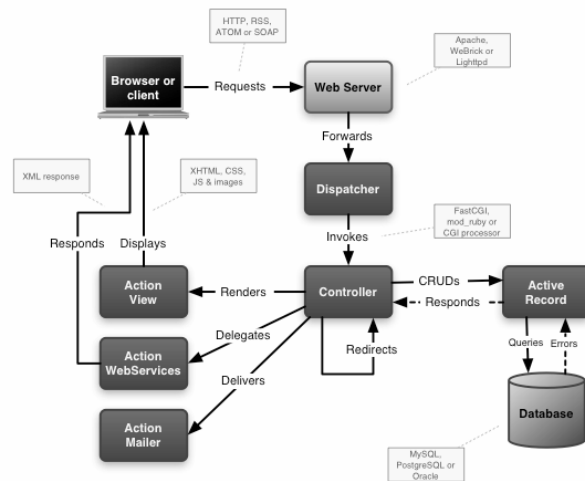 HTTP, RSS,
ATOM or SOAP
Apache,
WeBrick or
Lighttpd
Browser or
client
Requests
Web Server
Forwards
XML response
XHTML, CSS,
JS & images
Dispatcher
FastCGI,
mod_ruby or
CGI processor
Invokes
Responds
Displays
Action
View
Renders
Controller
CRUDs
Responds
Active
Record
Delegates
Redirects
Queries
Errors
Action
WebServices
Delivers
Action
Mailer
Database
MySQL,
PostgreSQL or
Oracle